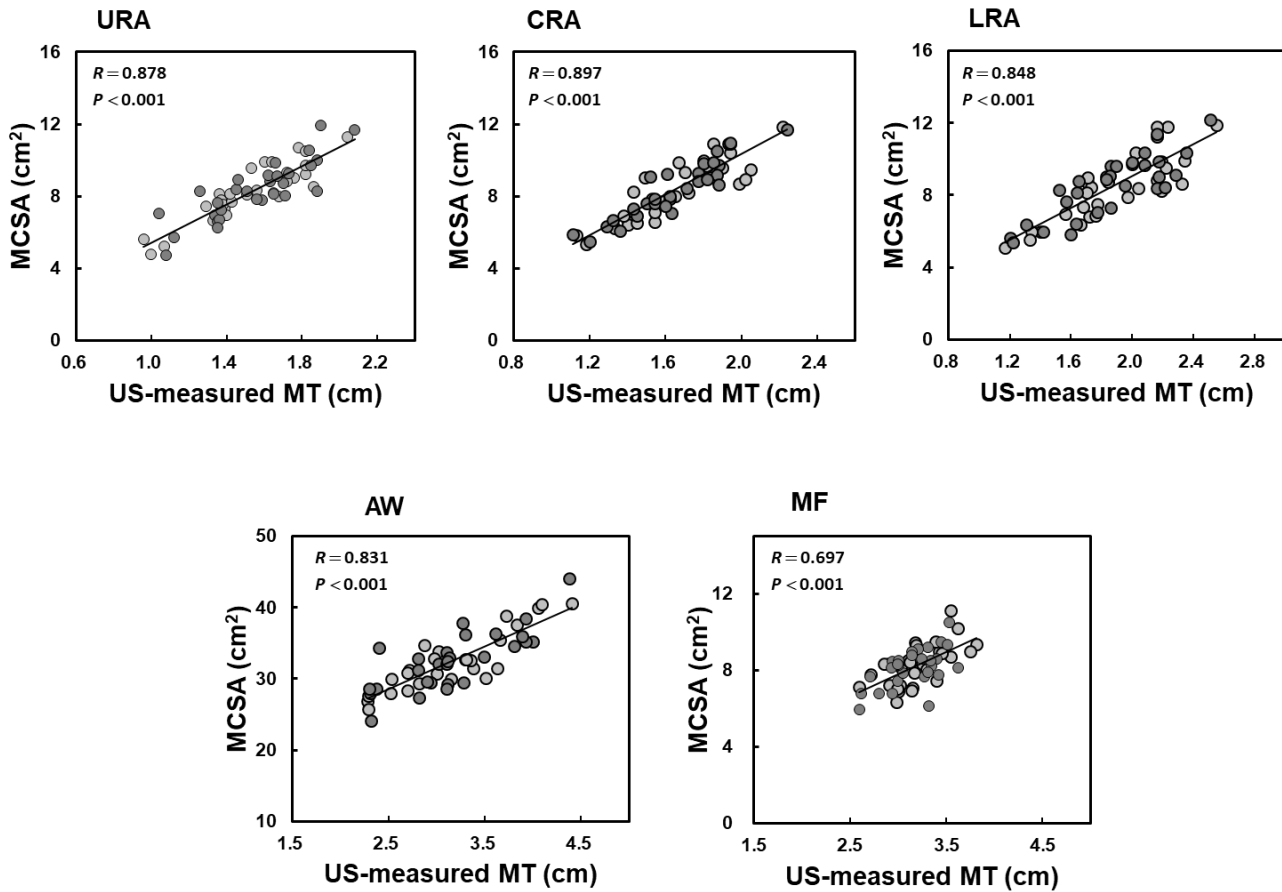 URA
R = 0.878
P < 0.001
MCSA (cm²)
16
12
8
4
0
0.6 1.0 1.4 1.8 2.2
US-measured MT (cm)
CRA
R = 0.897
P < 0.001
MCSA (cm²)
16
12
8
4
0
0.8 1.2 1.6 2.0 2.4
US-measured MT (cm)
LRA
R = 0.848
P < 0.001
MCSA (cm²)
16
12
8
4
0
0.8 1.2 1.6 2.0 2.4 2.8
US-measured MT (cm)
AW
R = 0.831
P < 0.001
MCSA (cm²)
50
40
30
20
10
1.5 2.5 3.5 4.5
US-measured MT (cm)
MF
R = 0.697
P < 0.001
MCSA (cm²)
12
8
4
0
1.5 2.5 3.5 4.5
US-measured MT (cm)